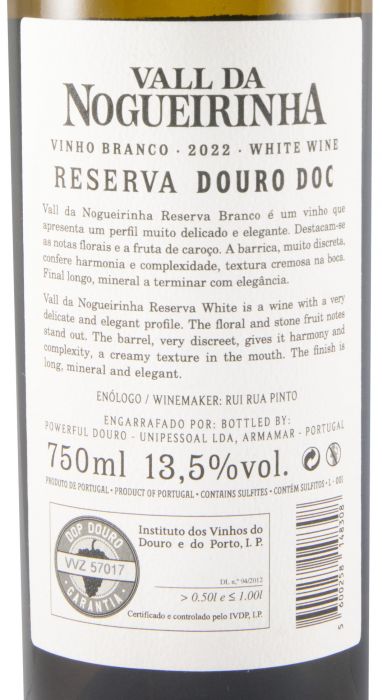 VALL DA
NOGUEIRINHA
VINHO BRANCO · 2022 · WHITE WINE
RESERVA DOURO DOC
Vall da Nogueirinha Reserva Branco é um vinho que
apresenta um perfil muito delicado e elegante. Destacam-se
as notas florais e a fruta de caroço. A barrica, muito discreta,
confere harmonia e complexidade, textura cremosa na boca.
Final longo, mineral a terminar com elegância.
Vall da Nogueirinha Reserva White is a wine with a very
delicate and elegant profile. The floral and stone fruit notes
stand out. The barrel, very discreet, gives it harmony and
complexity, a creamy texture in the mouth. The finish is
long, mineral and elegant.
ENÓLOGO / WINEMAKER: RUI RUA PINTO
ENGARRAFADO POR: BOTTLED BY:
POWERFUL DOURO - UNIPESSOAL LDA, ARMAMAR - PORTUGAL
750ml 13,5%vol.
PRODUTO DE PORTUGAL · PRODUCT OF PORTUGAL · CONTAINS SULFITES · CONTÉM SULFITOS · L - 001
DOP DOURO
VVZ 57017
GARANTIA
Instituto dos Vinhos do
Douro e do Porto, I. P.
DL n.º 94/2012
> 0.50l e ≤ 1.00l
Certificado e controlado pelo IVDP, I.P.
5 600258 148308